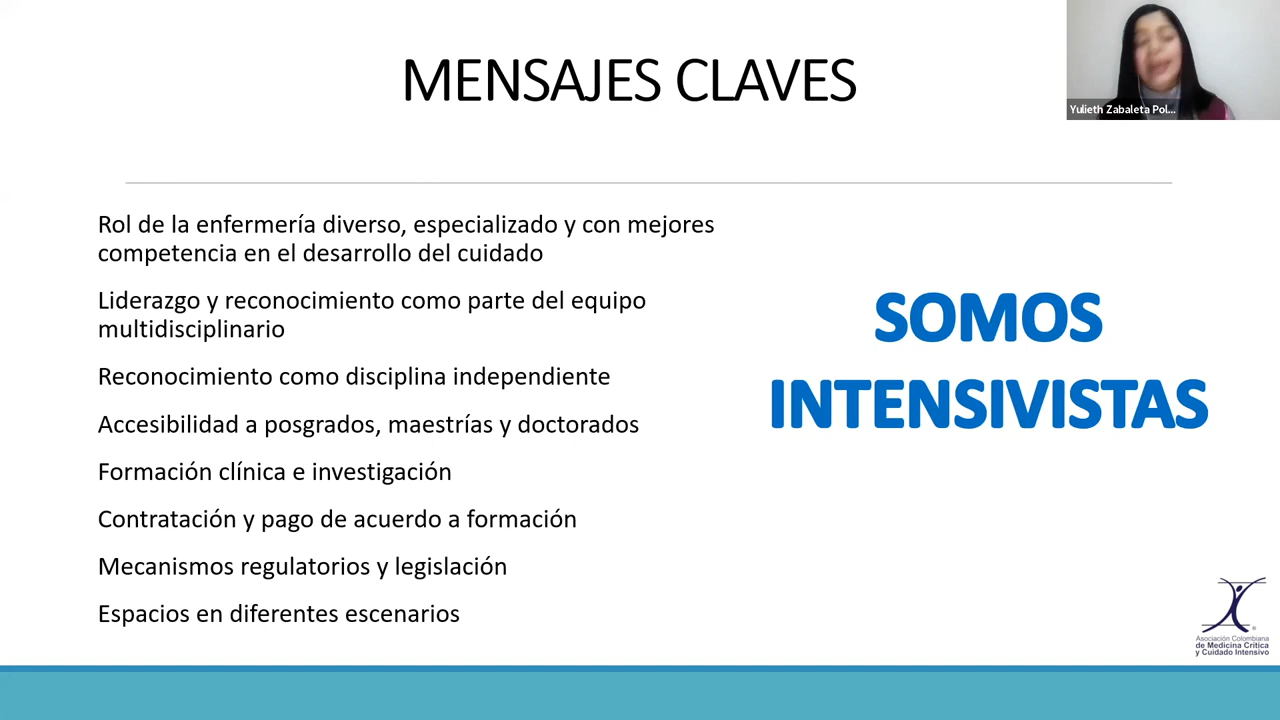 MENSAJES CLAVES
Yulieth Zabaleta Pol...
Rol de la enfermería diverso, especializado y con mejores
competencia en el desarrollo del cuidado
Liderazgo y reconocimiento como parte del equipo
multidisciplinario
Reconocimiento como disciplina independiente
Accesibilidad a posgrados, maestrías y doctorados
Formación clínica e investigación
Contratación y pago de acuerdo a formación
Mecanismos regulatorios y legislación
Espacios en diferentes escenarios
SOMOS
INTENSIVISTAS
Asociación Colombiana
de Medicina Crítica
y Cuidado Intensivo